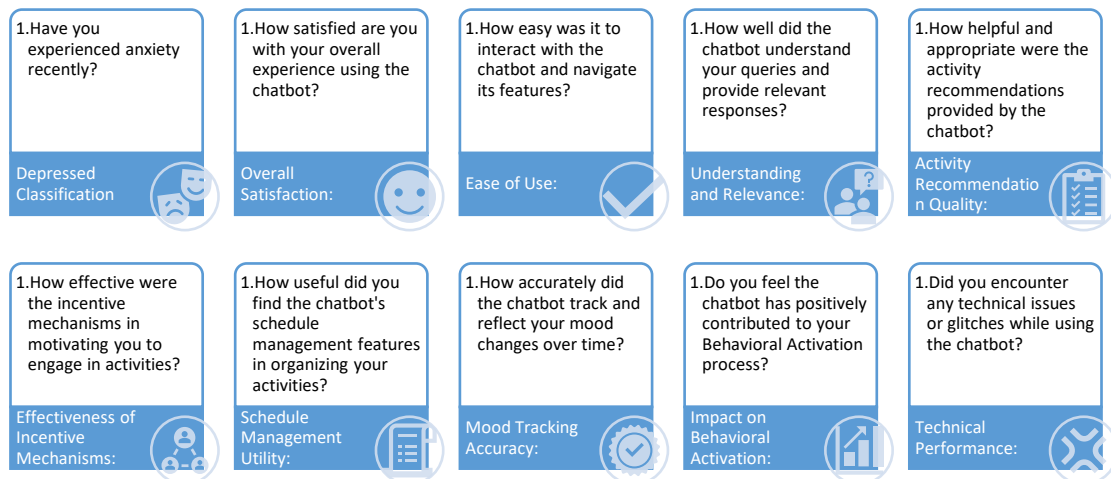 1.Have you
experienced anxiety
recently?
Depressed
Classification
1.How satisfied are you
with your overall
experience using the
chatbot?
Overall
Satisfaction:
1.How easy was it to
interact with the
chatbot and navigate
its features?
Ease of Use:
1.How well did the
chatbot understand
your queries and
provide relevant
responses?
Understanding
and Relevance:
?
1.How helpful and
appropriate were the
activity
recommendations
provided by the
chatbot?
Activity
Recommendatio
n Quality:
1.How effective were
the incentive
mechanisms in
motivating you to
engage in activities?
Effectiveness of
Incentive
Mechanisms:
1.How useful did you
find the chatbot's
schedule
management features
in organizing your
activities?
Schedule
Management
Utility:
1.How accurately did
the chatbot track and
reflect your mood
changes over time?
Mood Tracking
Accuracy:
1.Do you feel the
chatbot has positively
contributed to your
Behavioral Activation
process?
Impact on
Behavioral
Activation:
1.Did you encounter
any technical issues
or glitches while using
the chatbot?
Technical
Performance: